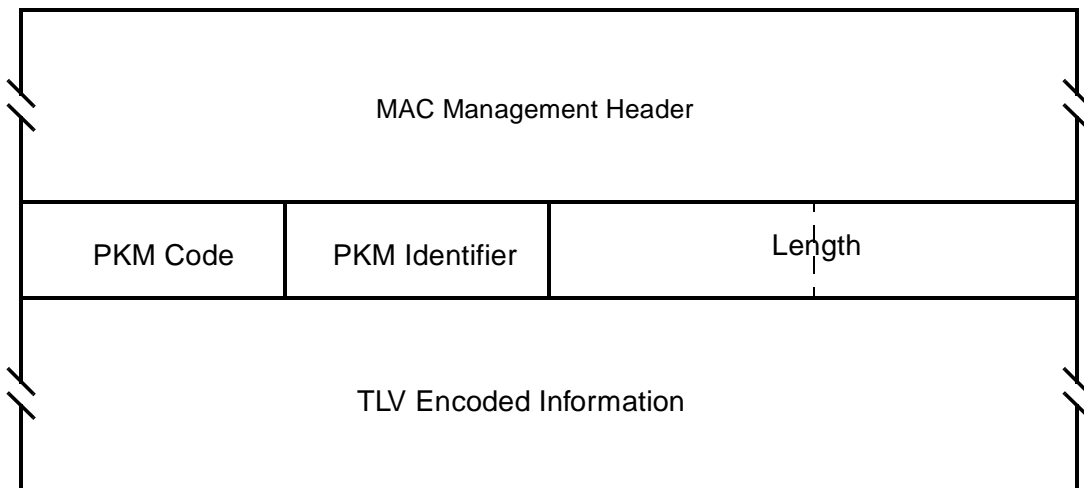 MAC Management Header
PKM Code
PKM Identifier
Length
TLV Encoded Information